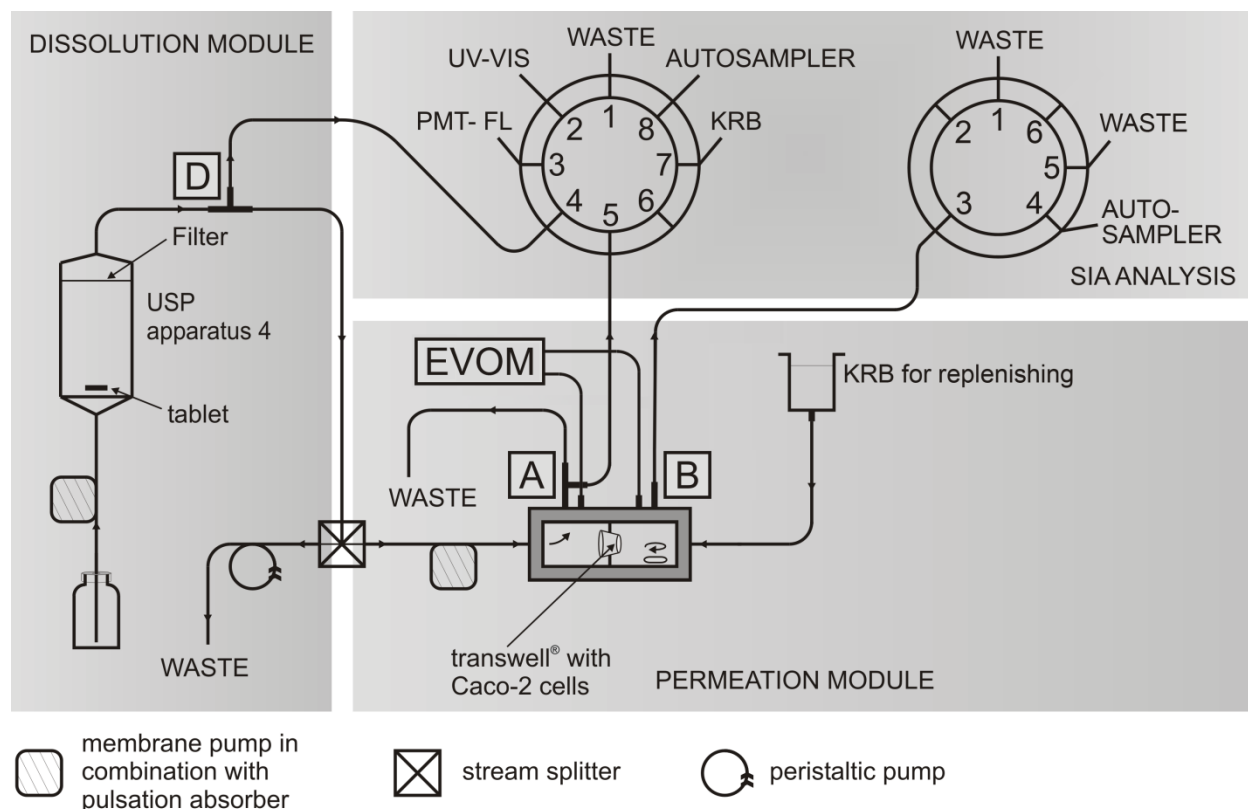 DISSOLUTION MODULE
D
Filter
USP
apparatus 4
tablet
WASTE
WASTE
UV-VIS
AUTOSAMPLER
PMT- FL
KRB
1
2
8
3
7
4
6
5
WASTE
WASTE
AUTO-
SAMPLER
1
2
6
5
3
4
SIA ANALYSIS
EVOM
KRB for replenishing
A
B
WASTE
transwell® with
Caco-2 cells
PERMEATION MODULE
membrane pump in
combination with
pulsation absorber
stream splitter
peristaltic pump